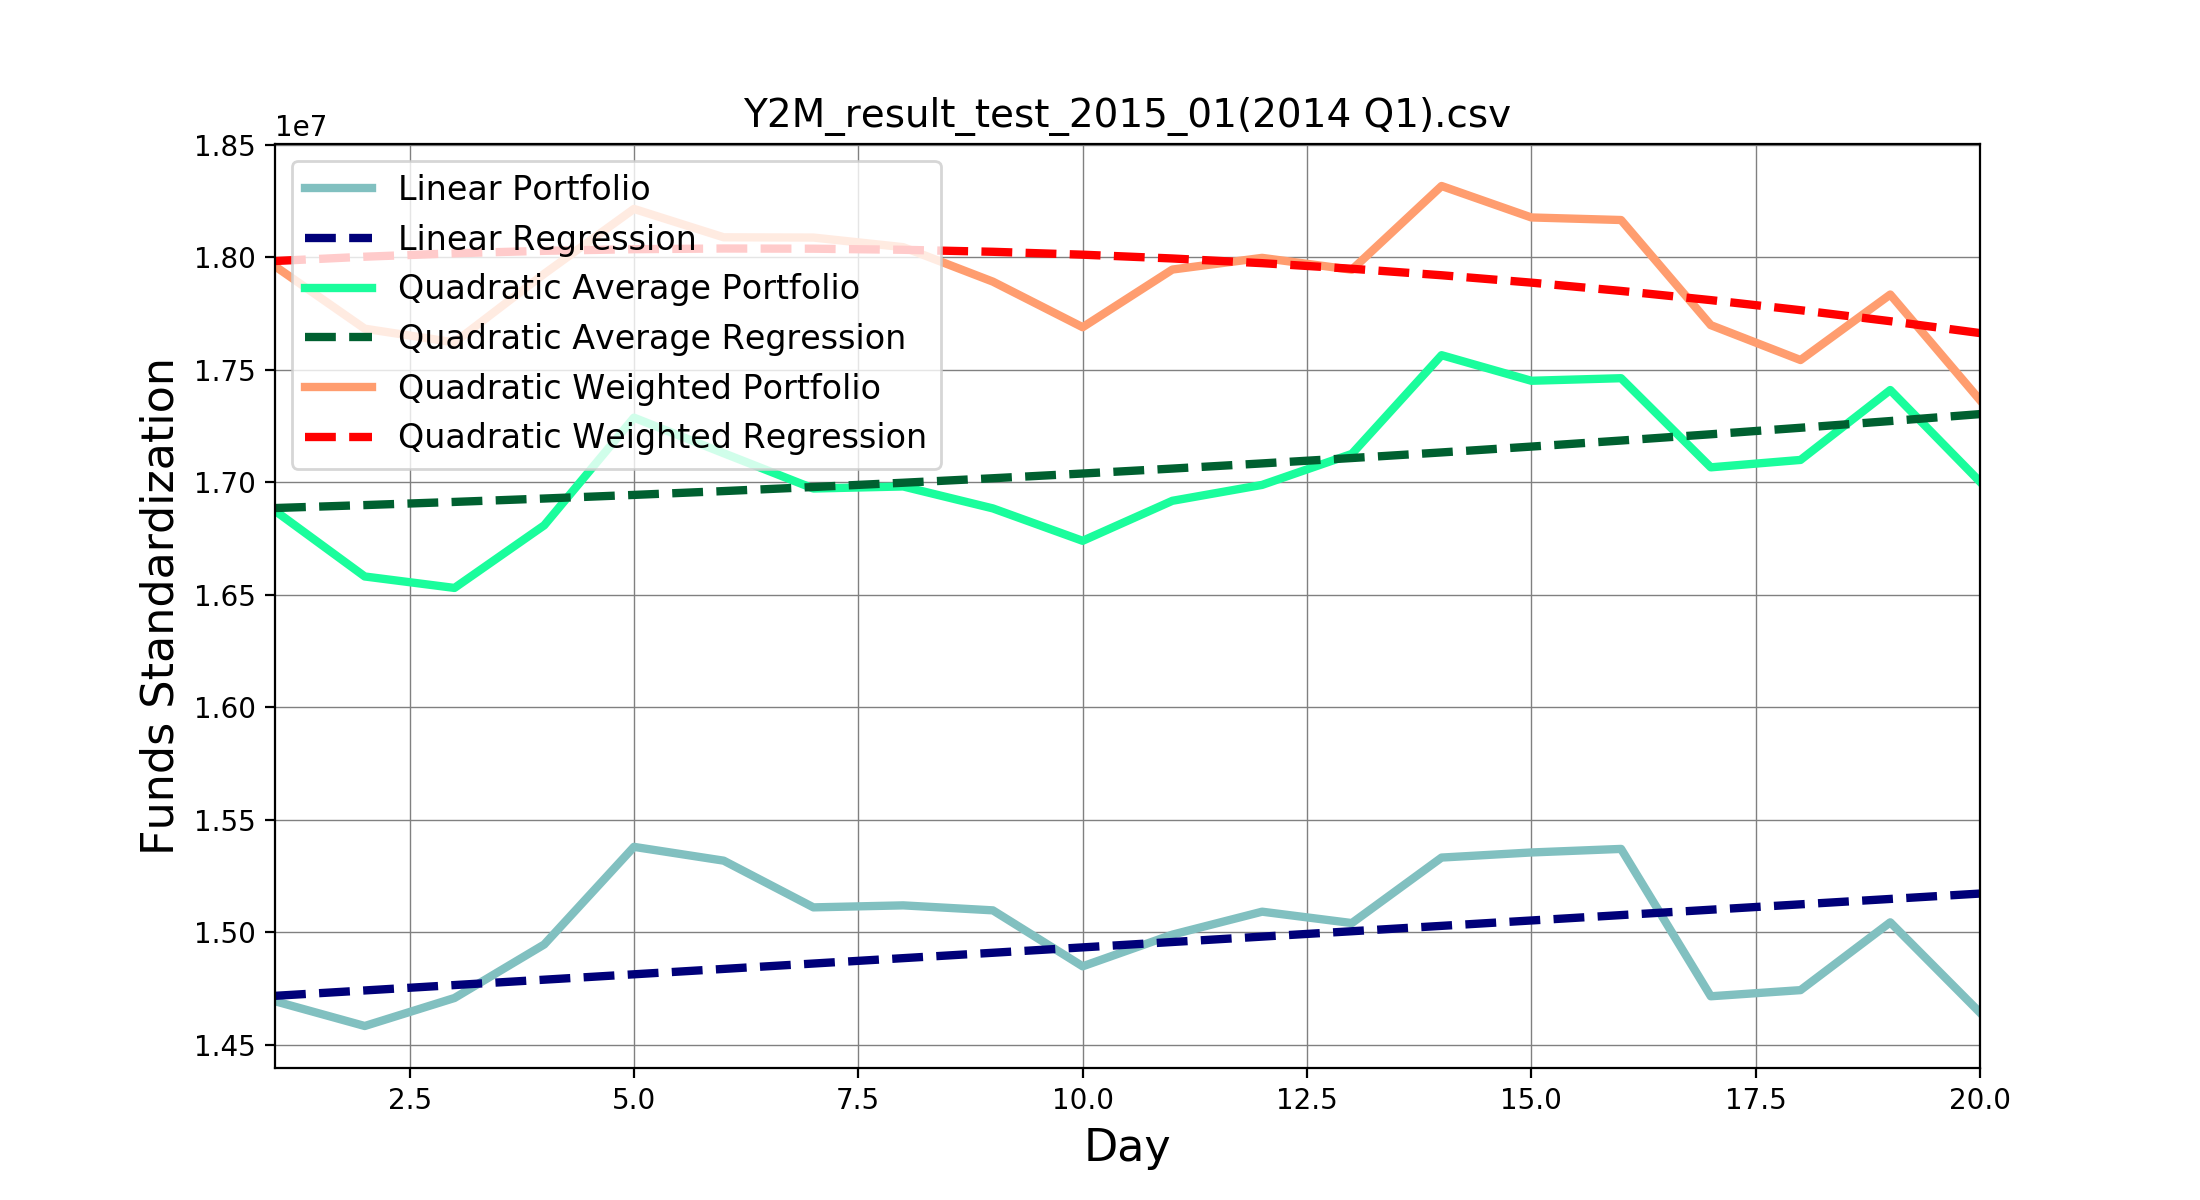 Y2M_result_test_2015_01(2014 Q1).csv
1e7
1.85
1.80
1.75
1.70
1.65
1.60
1.55
1.50
1.45
Funds Standardization
Linear Portfolio
Linear Regression
Quadratic Average Portfolio
Quadratic Average Regression
Quadratic Weighted Portfolio
Quadratic Weighted Regression
2.5 5.0 7.5 10.0 12.5 15.0 17.5 20.0
Day